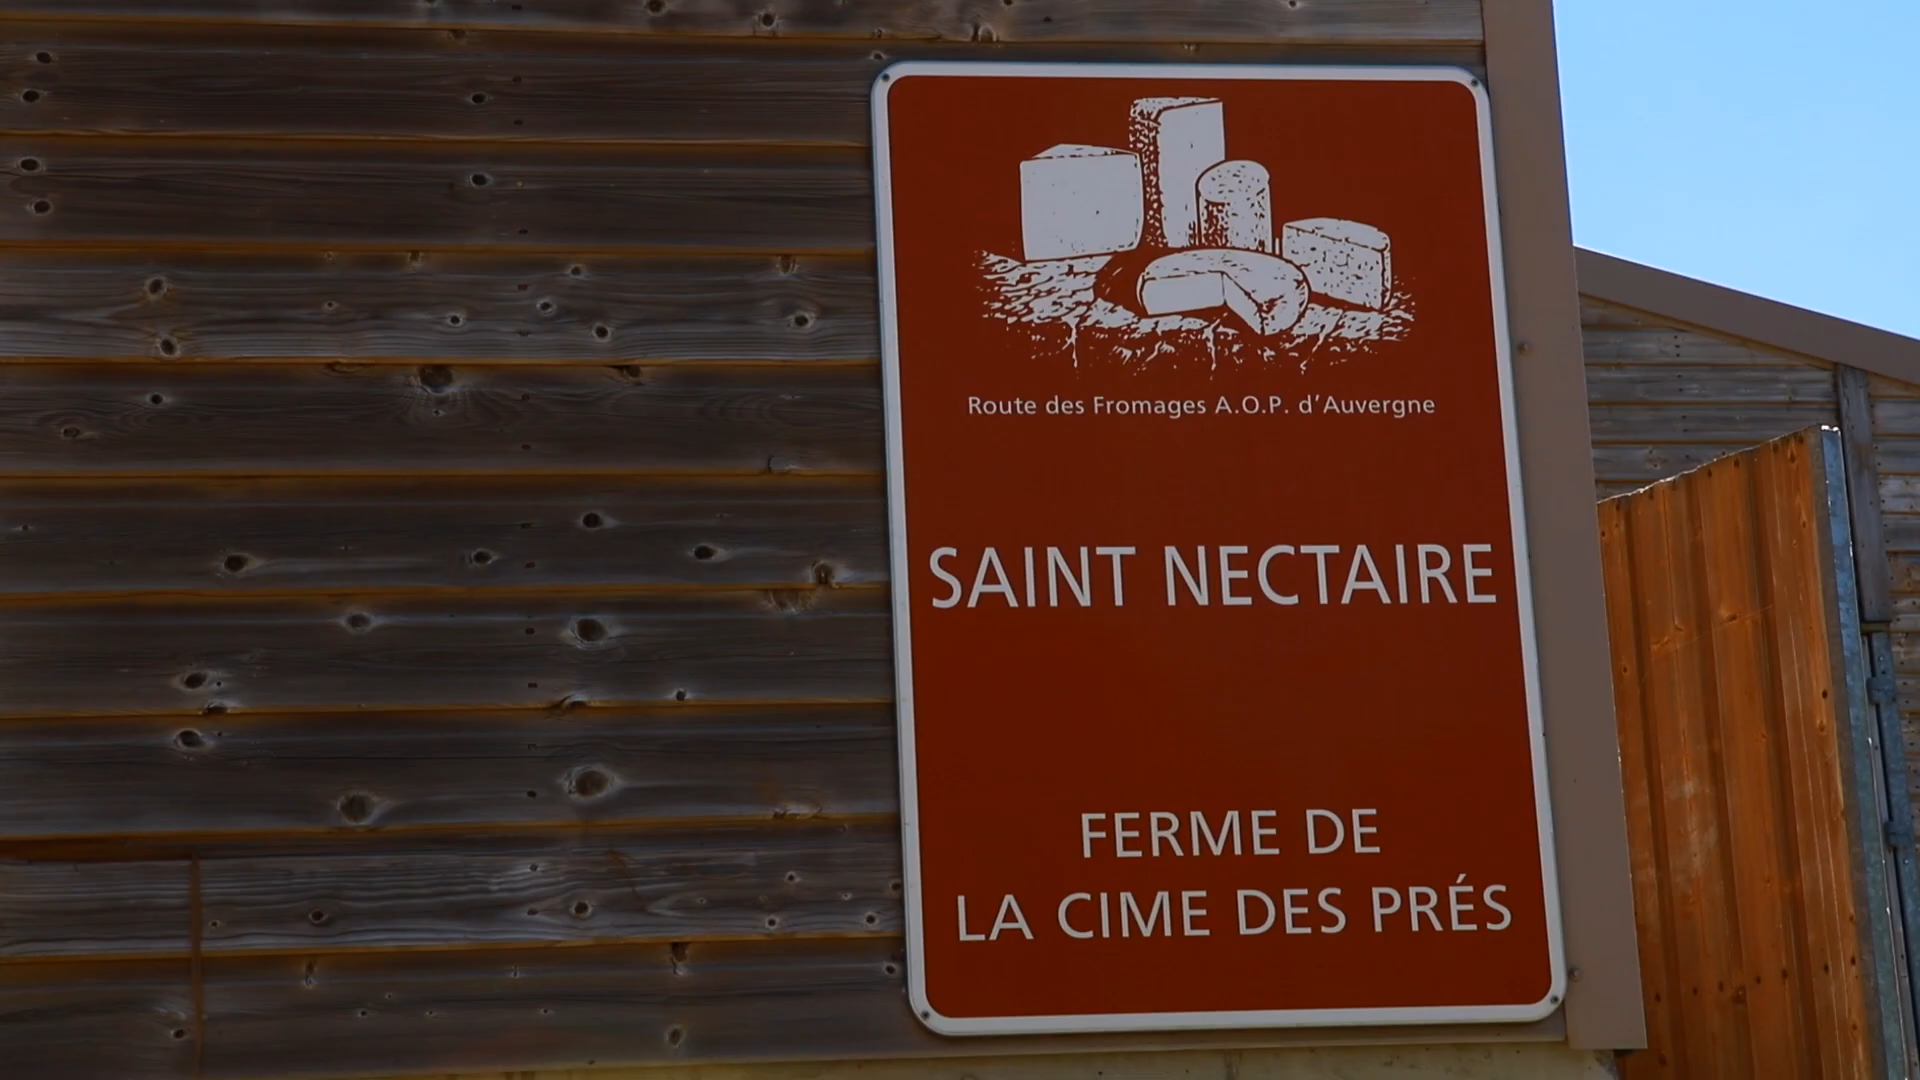 Route des Fromages A.O.P. d'Auvergne
SAINT NECTAIRE
FERME DE
LA CIME DES PRÉS